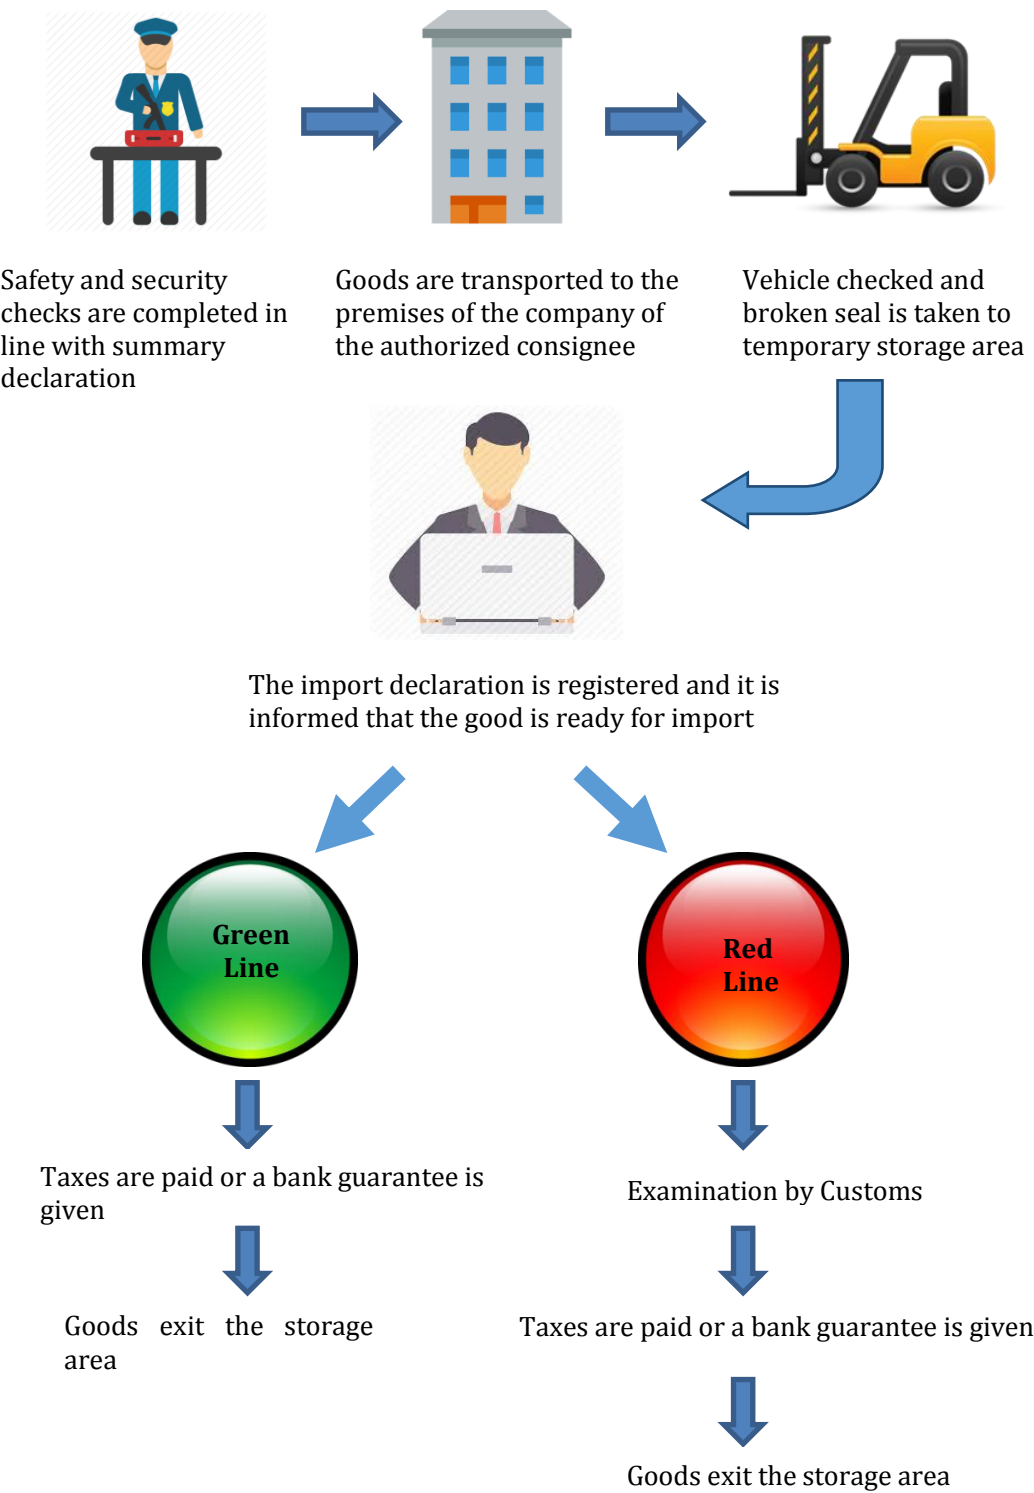 Safety and security
checks are completed in
line with summary
declaration
Goods are transported to the
premises of the company of
the authorized consignee
Vehicle checked and
broken seal is taken to
temporary storage area
The import declaration is registered and it is
informed that the good is ready for import
Green
Line
Red
Line
Taxes are paid or a bank guarantee is
given
Goods exit the storage
area
Examination by Customs
Taxes are paid or a bank guarantee is given
Goods exit the storage area